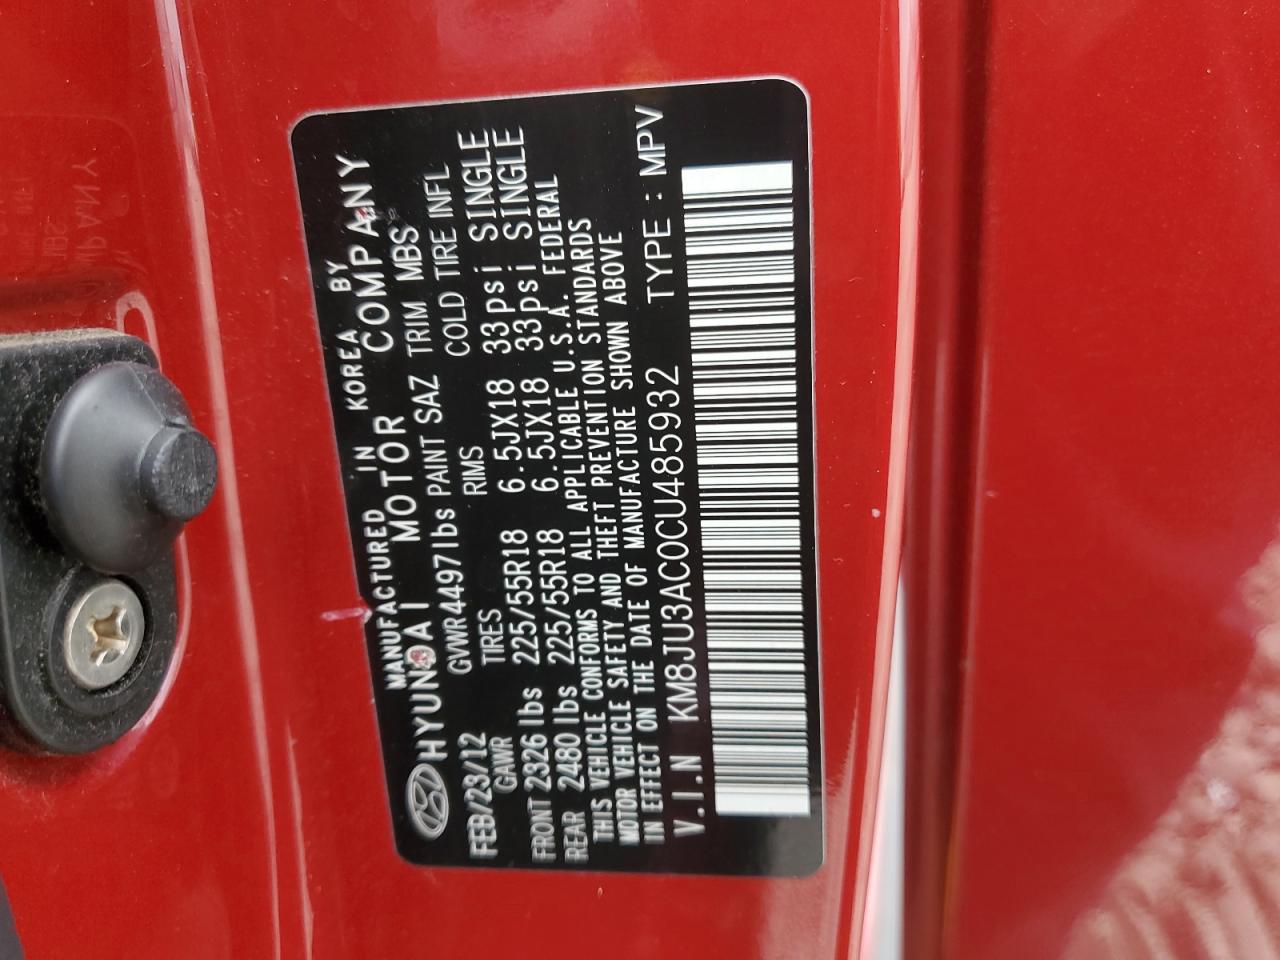 MANUFACTURED IN KOREA BY
HYUNDAI MOTOR COMPANY
FEB/23/12 GVWR4497lbs PAINT SAZ TRIM MBS
GAWR TIRES RIMS COLD TIRE INFL
FRONT 2326 lbs 225/55R18 6.5JX18 33psi SINGLE
REAR 2480 lbs 225/55R18 6.5JX18 33psi SINGLE
THIS VEHICLE CONFORMS TO ALL APPLICABLE U.S.A. FEDERAL
MOTOR VEHICLE SAFETY AND THEFT PREVENTION STANDARDS
IN EFFECT ON THE DATE OF MANUFACTURE SHOWN ABOVE
V.I.N KM8JU3AC0CU485932 TYPE : MPV